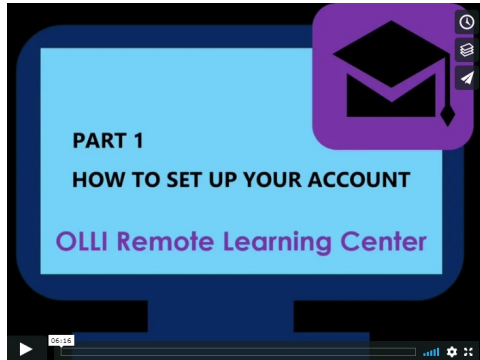 PART 1
HOW TO SET UP YOUR ACCOUNT
OLLI Remote Learning Center
06:16